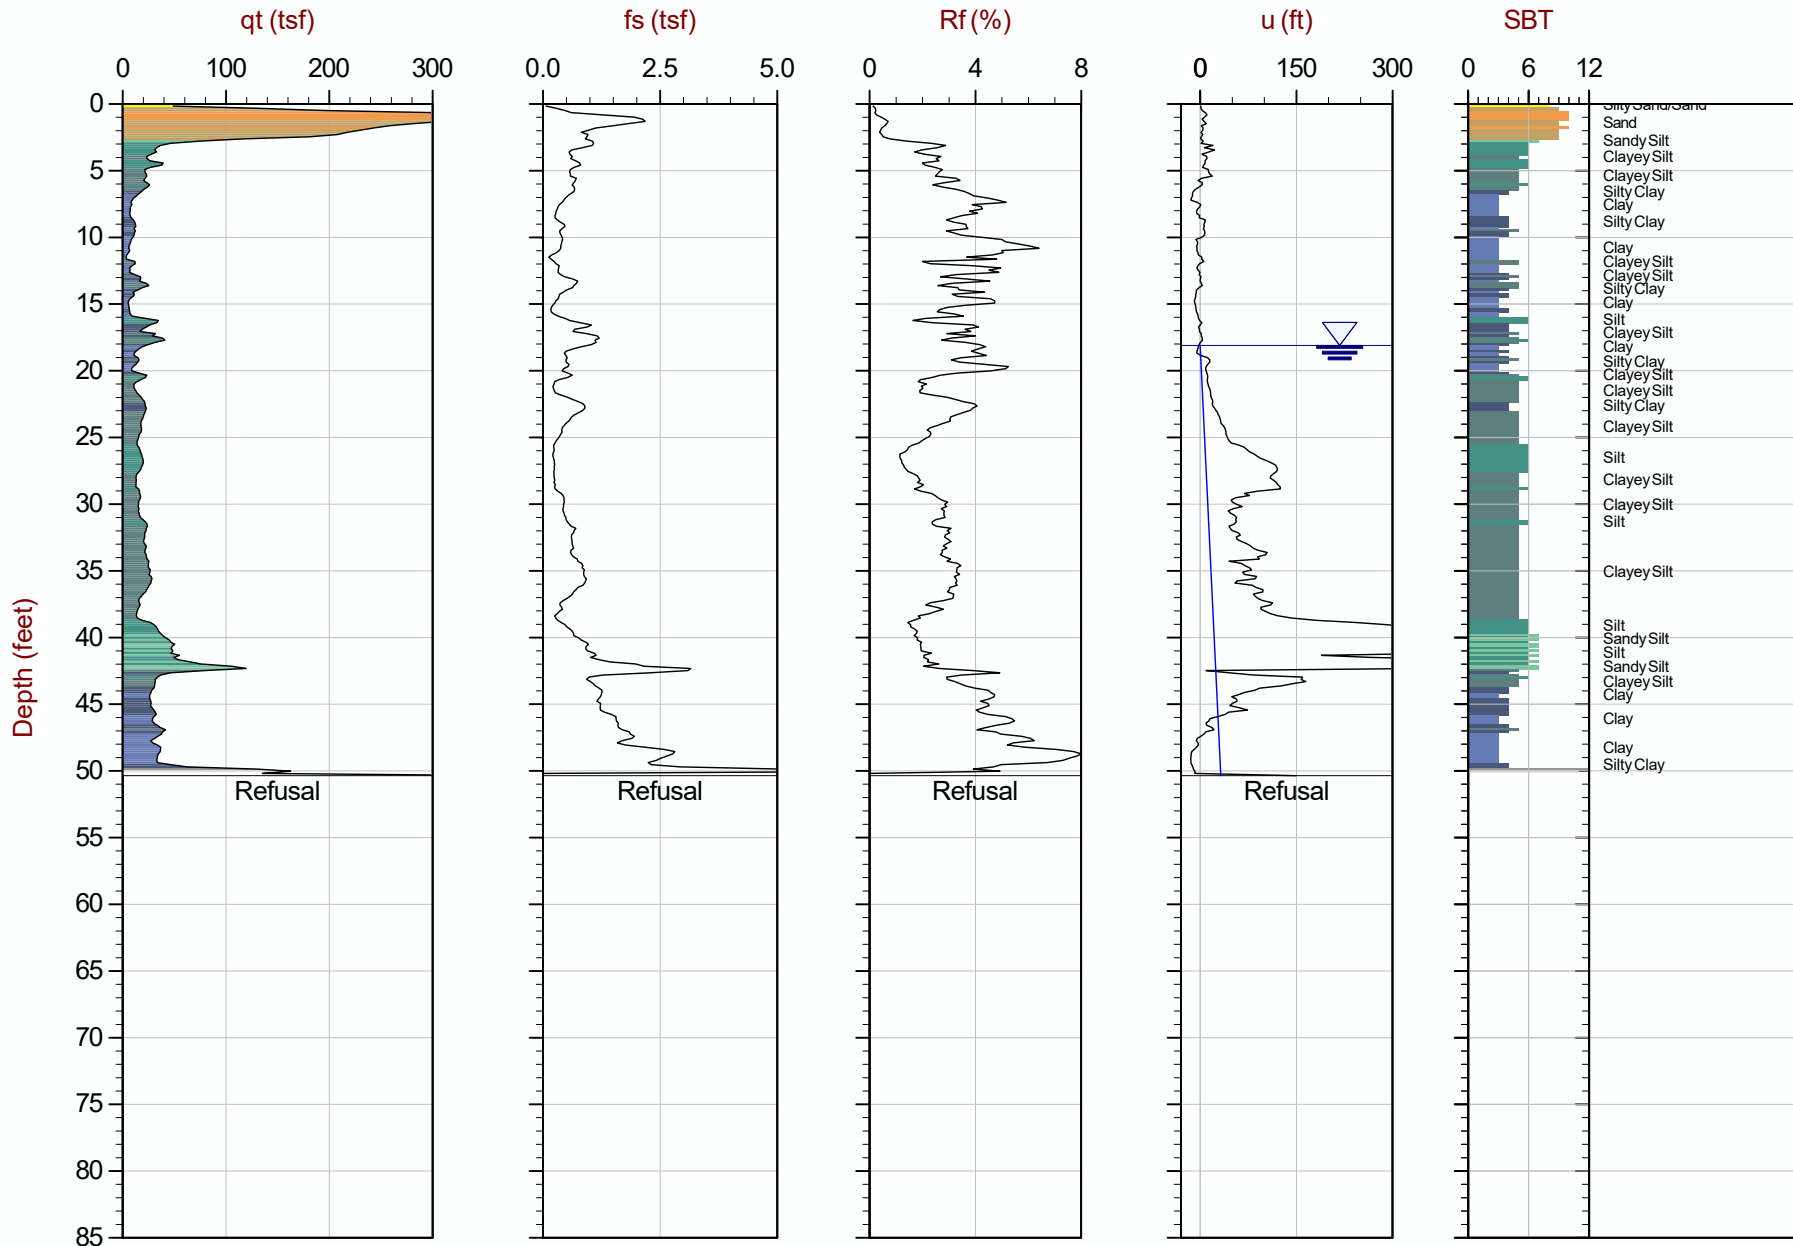 qt (tsf) fs (tsf) Rf (%) u (ft) SBT
0 100 200 300 0.0 2.5 5.0 0 4 8 0 150 300 0 6 12
Depth (feet)
0
5
10
15
20
25
30
35
40
45
50
55
60
65
70
75
80
85
Silty Sand/Sand
Sand
Sandy Silt
Clayey Silt
Clayey Silt
Silty Clay
Clay
Silty Clay
Clay
Clayey Silt
Clayey Silt
Silty Clay
Clay
Silt
Clayey Silt
Clay
Silty Clay
Clayey Silt
Clayey Silt
Silty Clay
Clayey Silt
Silt
Clayey Silt
Clayey Silt
Silt
Clayey Silt
Silt
Sandy Silt
Silt
Sandy Silt
Clayey Silt
Clay
Clay
Clay
Silty Clay
Refusal Refusal Refusal Refusal